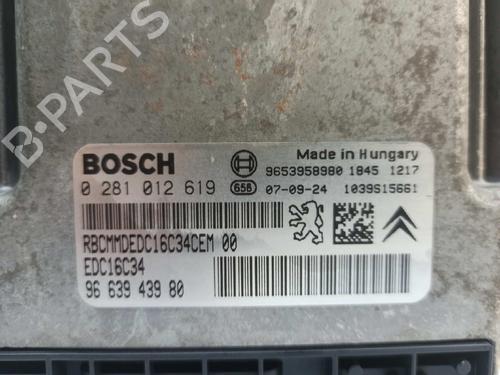 B-PARTS
BOSCH
Made in Hungary
9653958980 1845 1217
0 281 012 619 658 07-09-24 1039S15661
RBCMMDEDC16C34CEM 00
EDC16C34
96 639 439 80